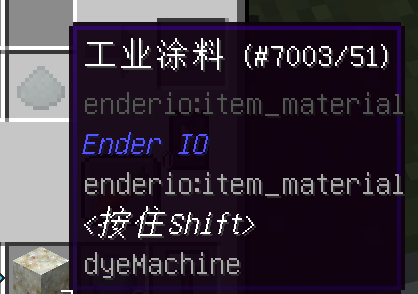 工业涂料 (#7003/51)
enderio:item_material
Ender IO
enderio:item_material
<按住Shift>
dyeMachine